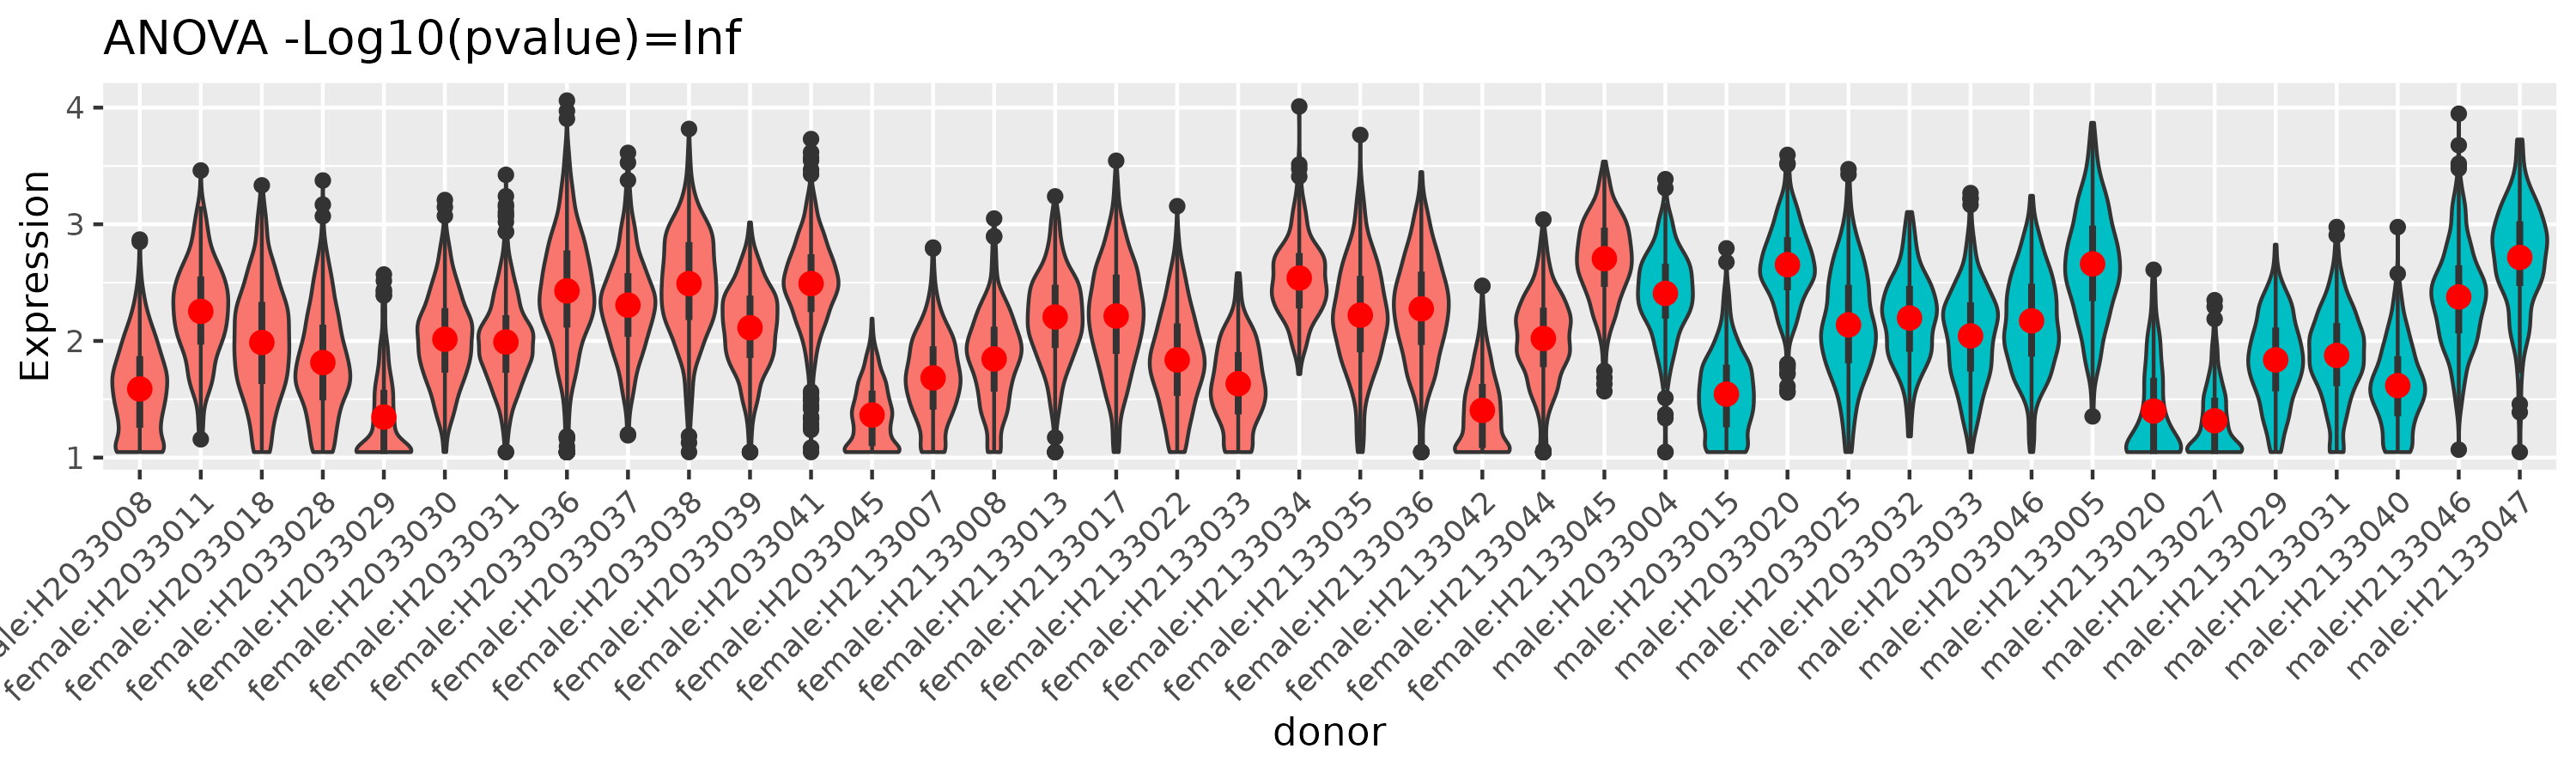 ANOVA -Log10(pvalue)=Inf
Expression
4
3
2
1
ale:H2033008
female:H2033011
female:H2033018
female:H2033028
female:H2033029
female:H2033030
female:H2033031
female:H2033036
female:H2033037
female:H2033038
female:H2033039
female:H2033041
female:H2033045
female:H2133007
female:H2133008
female:H2133013
female:H2133017
female:H2133022
female:H2133033
female:H2133034
female:H2133035
female:H2133036
female:H2133042
female:H2133044
female:H2133045
male:H2033004
male:H2033015
male:H2033020
male:H2033025
male:H2033032
male:H2033033
male:H2033046
male:H2133005
male:H2133020
male:H2133027
male:H2133029
male:H2133031
male:H2133040
male:H2133046
male:H2133047
donor